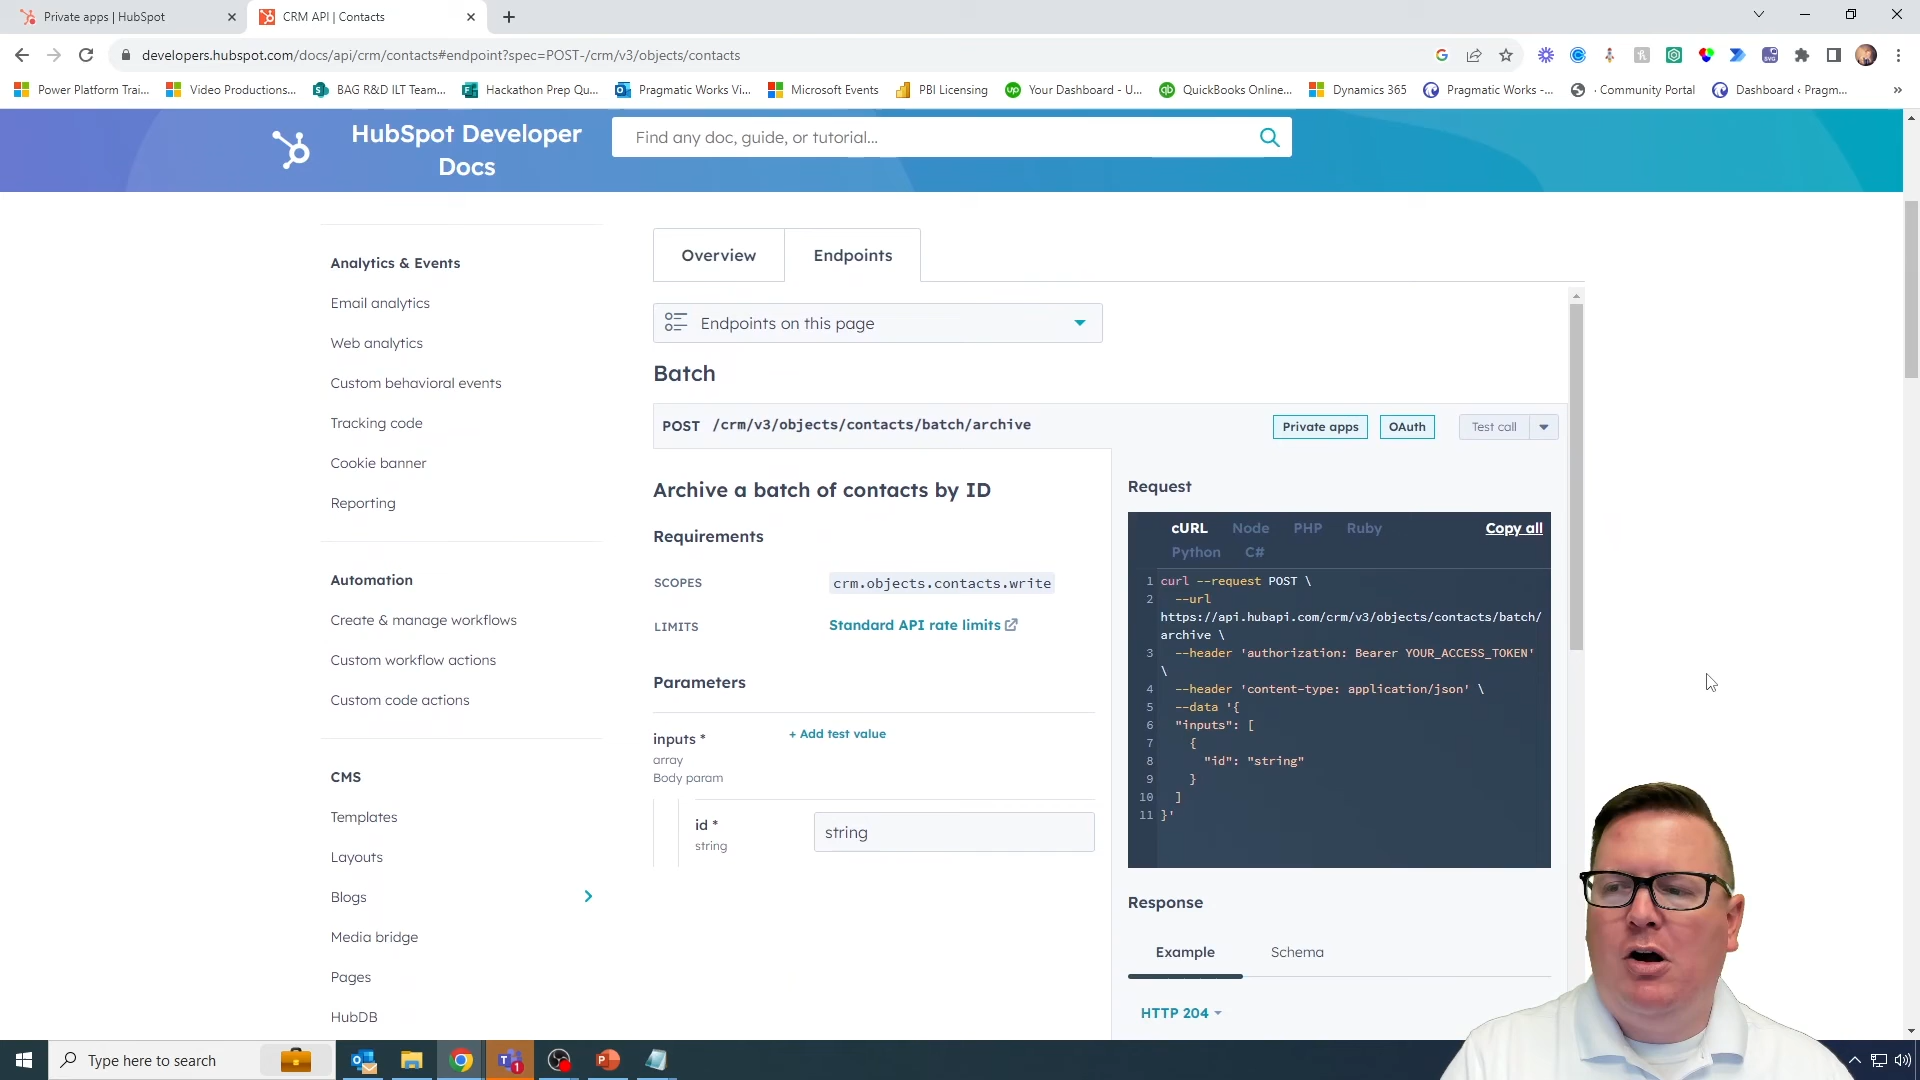 Private apps | HubSpot
CRM API | Contacts
developers.hubspot.com/docs/api/crm/contacts#endpoint?spec=POST-/crm/v3/objects/contacts
Power Platform Trai...
Video Productions...
BAG R&D ILT Team...
Hackathon Prep Qu...
Pragmatic Works Vi...
Microsoft Events
PBI Licensing
Your Dashboard - U...
QuickBooks Online...
Dynamics 365
Pragmatic Works -...
· Community Portal
Dashboard ‹ Pragm...
»
HubSpot Developer
Docs
Find any doc, guide, or tutorial...
Analytics & Events
Email analytics
Web analytics
Custom behavioral events
Tracking code
Cookie banner
Reporting
Automation
Create & manage workflows
Custom workflow actions
Custom code actions
CMS
Templates
Layouts
Blogs
Media bridge
Pages
HubDB
Overview
Endpoints
Endpoints on this page
Batch
POST /crm/v3/objects/contacts/batch/archive
Private apps
OAuth
Test call
Archive a batch of contacts by ID
Requirements
SCOPES
crm.objects.contacts.write
LIMITS
Standard API rate limits
Parameters
inputs *
+ Add test value
array
Body param
id *
string
string
Request
cURL Node PHP Ruby
Copy all
Python C#
1 curl --request POST \
2 --url
https://api.hubapi.com/crm/v3/objects/contacts/batch/
archive \
3 --header 'authorization: Bearer YOUR_ACCESS_TOKEN'
\
4 --header 'content-type: application/json' \
5 --data '{
6 "inputs": [
7 {
8 "id": "string"
9 }
10 ]
11 }'
Response
Example
Schema
HTTP 204
Type here to search